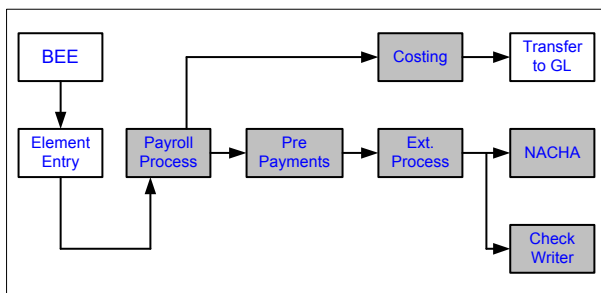 BEE
Costing
Transfer
to GL
Element
Entry
Payroll
Process
Pre
Payments
Ext.
Process
NACHA
Check
Writer